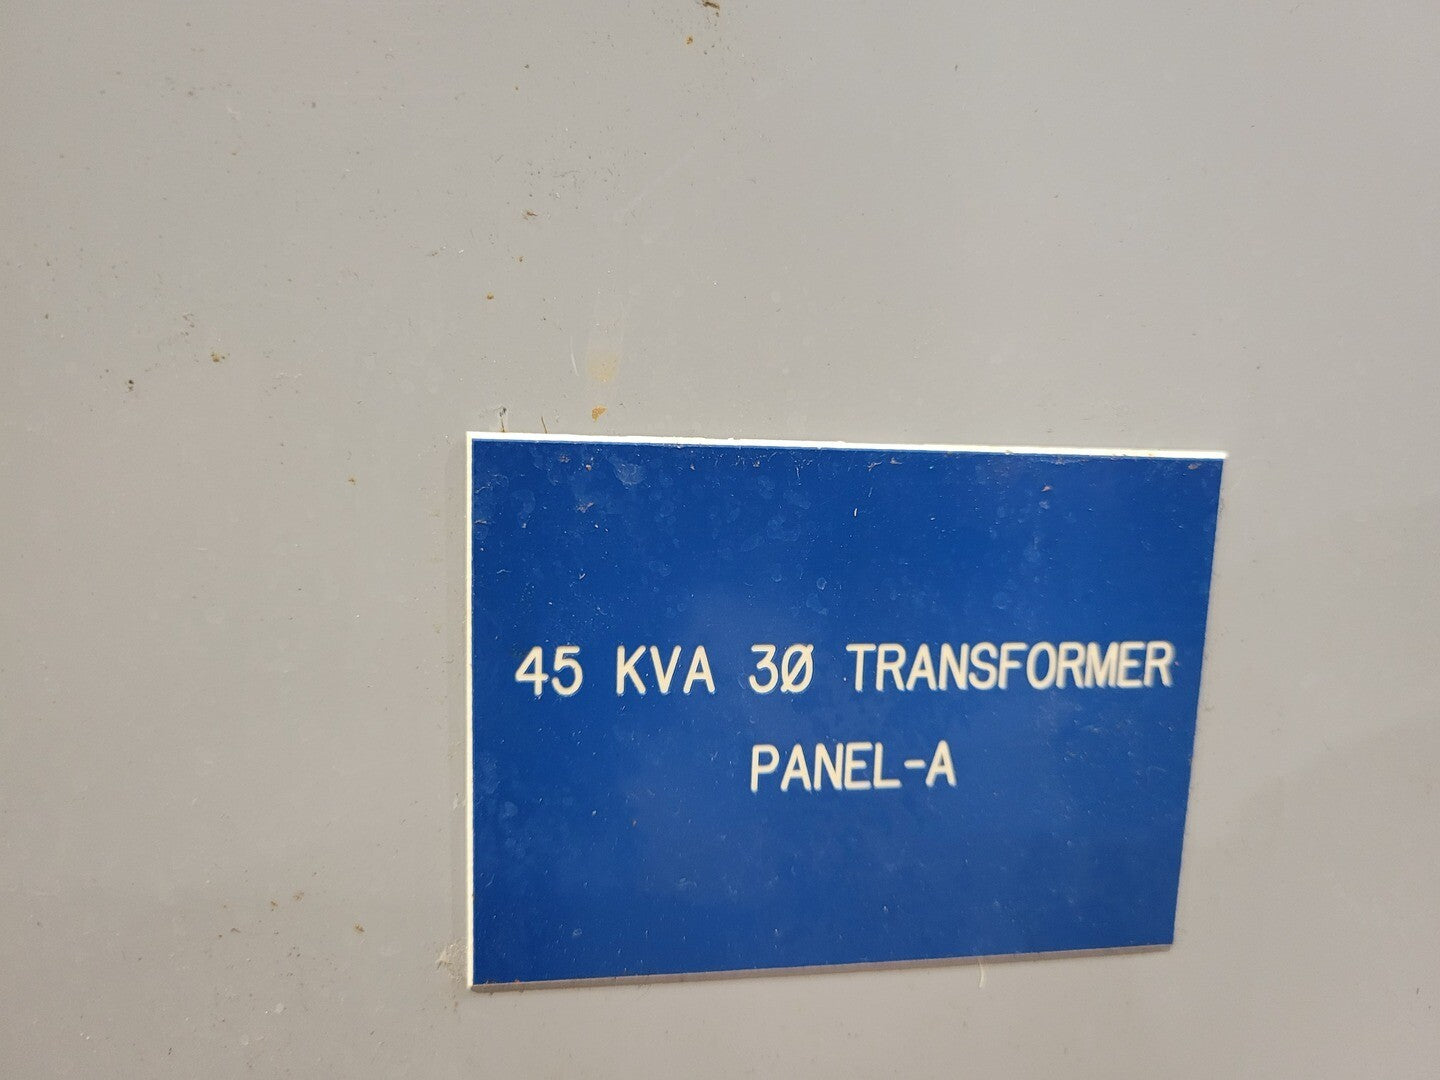 45 KVA 3Ø TRANSFORMER
PANEL-A